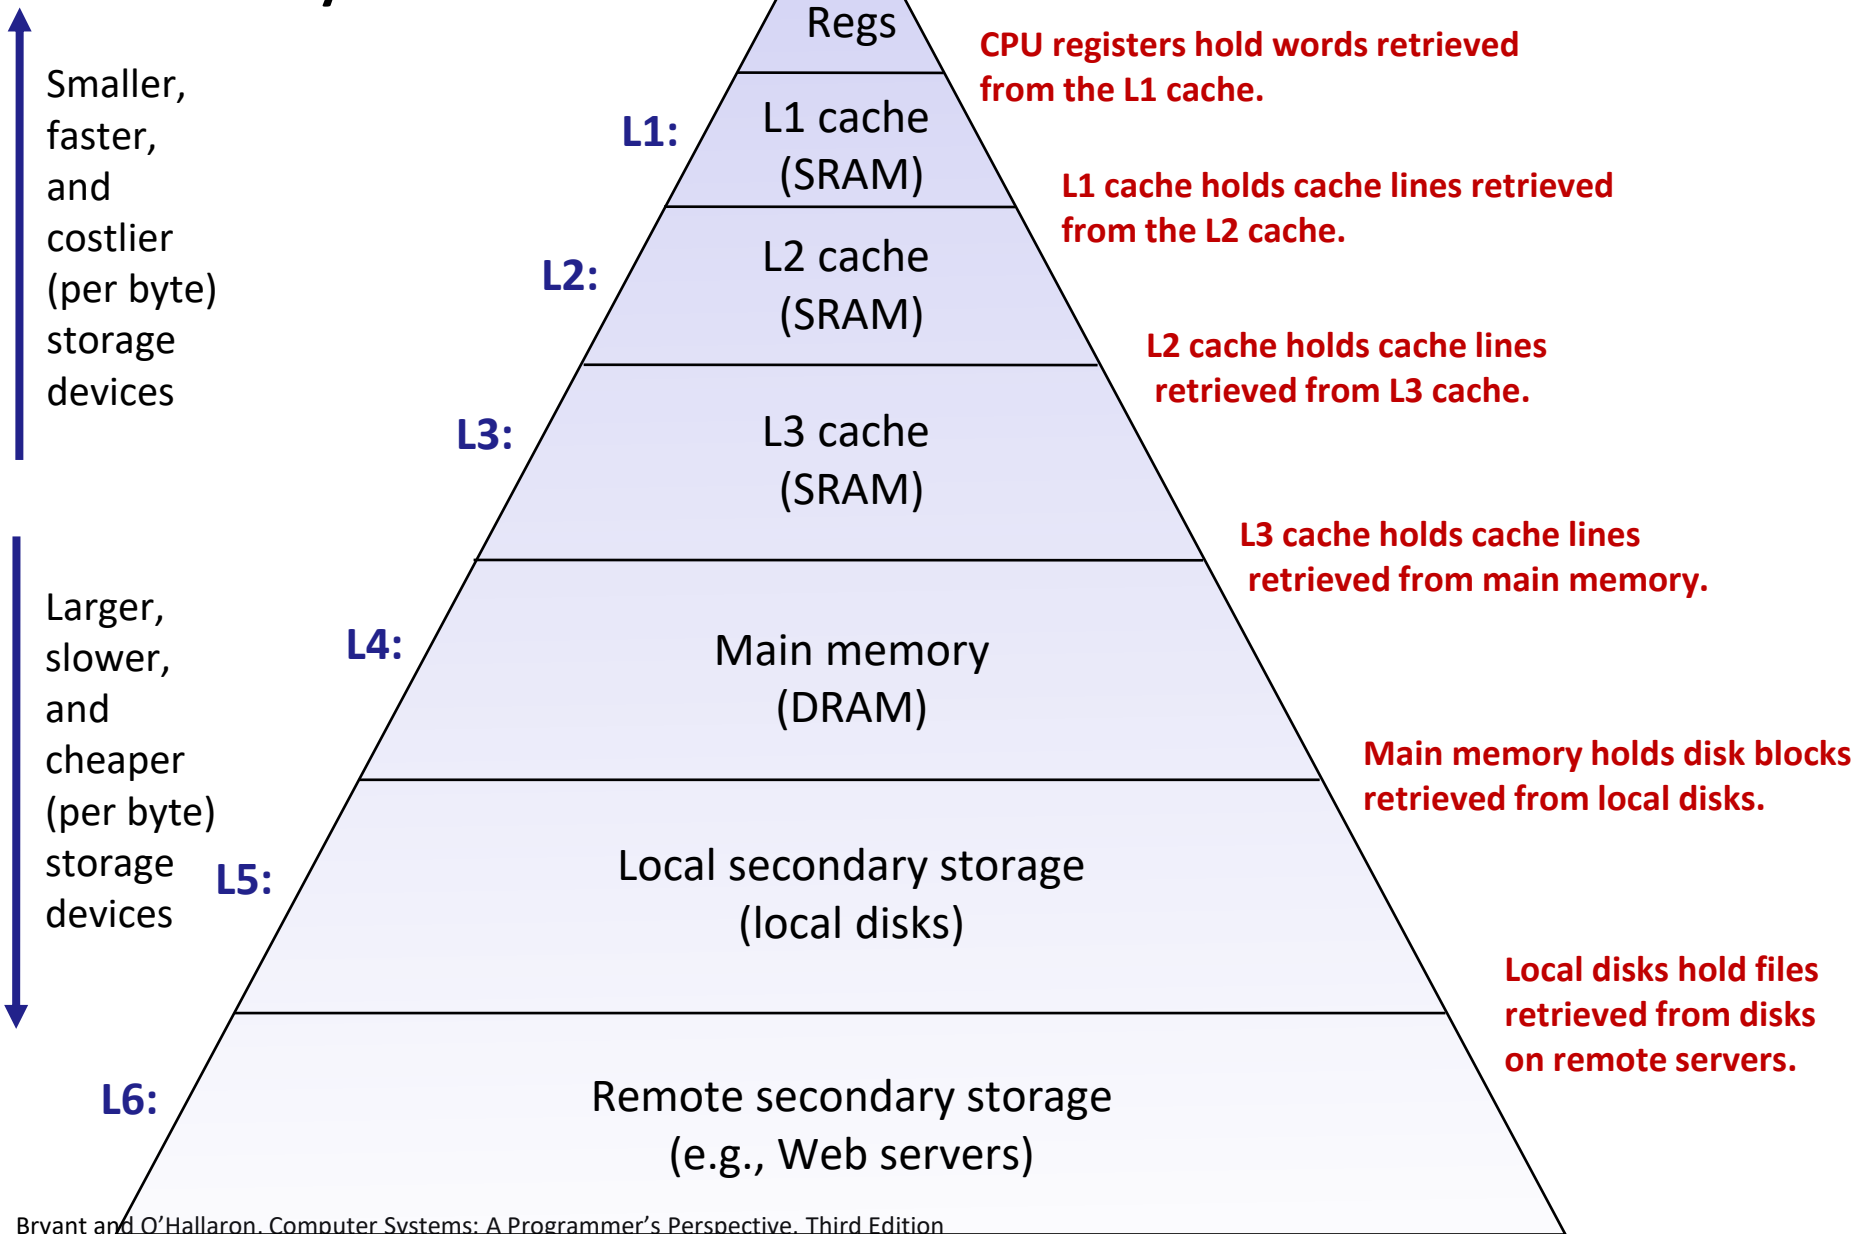 Regs
CPU registers hold words retrieved
from the L1 cache.
Smaller,
faster,
and
costlier
(per byte)
storage
devices
L1:
L1 cache
(SRAM)
L1 cache holds cache lines retrieved
from the L2 cache.
L2:
L2 cache
(SRAM)
L2 cache holds cache lines
retrieved from L3 cache.
L3:
L3 cache
(SRAM)
L3 cache holds cache lines
retrieved from main memory.
Larger,
slower,
and
cheaper
(per byte)
storage
devices
L4:
Main memory
(DRAM)
Main memory holds disk blocks
retrieved from local disks.
L5:
Local secondary storage
(local disks)
Local disks hold files
retrieved from disks
on remote servers.
L6:
Remote secondary storage
(e.g., Web servers)
Bryant and O'Hallaron, Computer Systems: A Programmer's Perspective, Third Edition